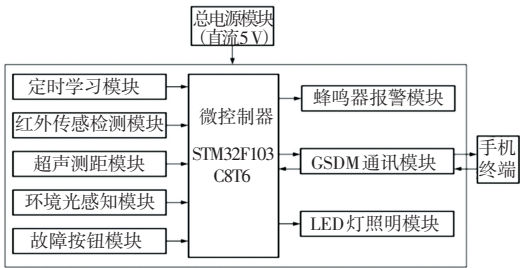 总电源模块
(直流5 V)
定时学习模块
红外传感检测模块
超声测距模块
环境光感知模块
故障按钮模块
微控制器
STM32F103
C8T6
蜂鸣器报警模块
GSDM通讯模块
LED灯照明模块
手机
终端